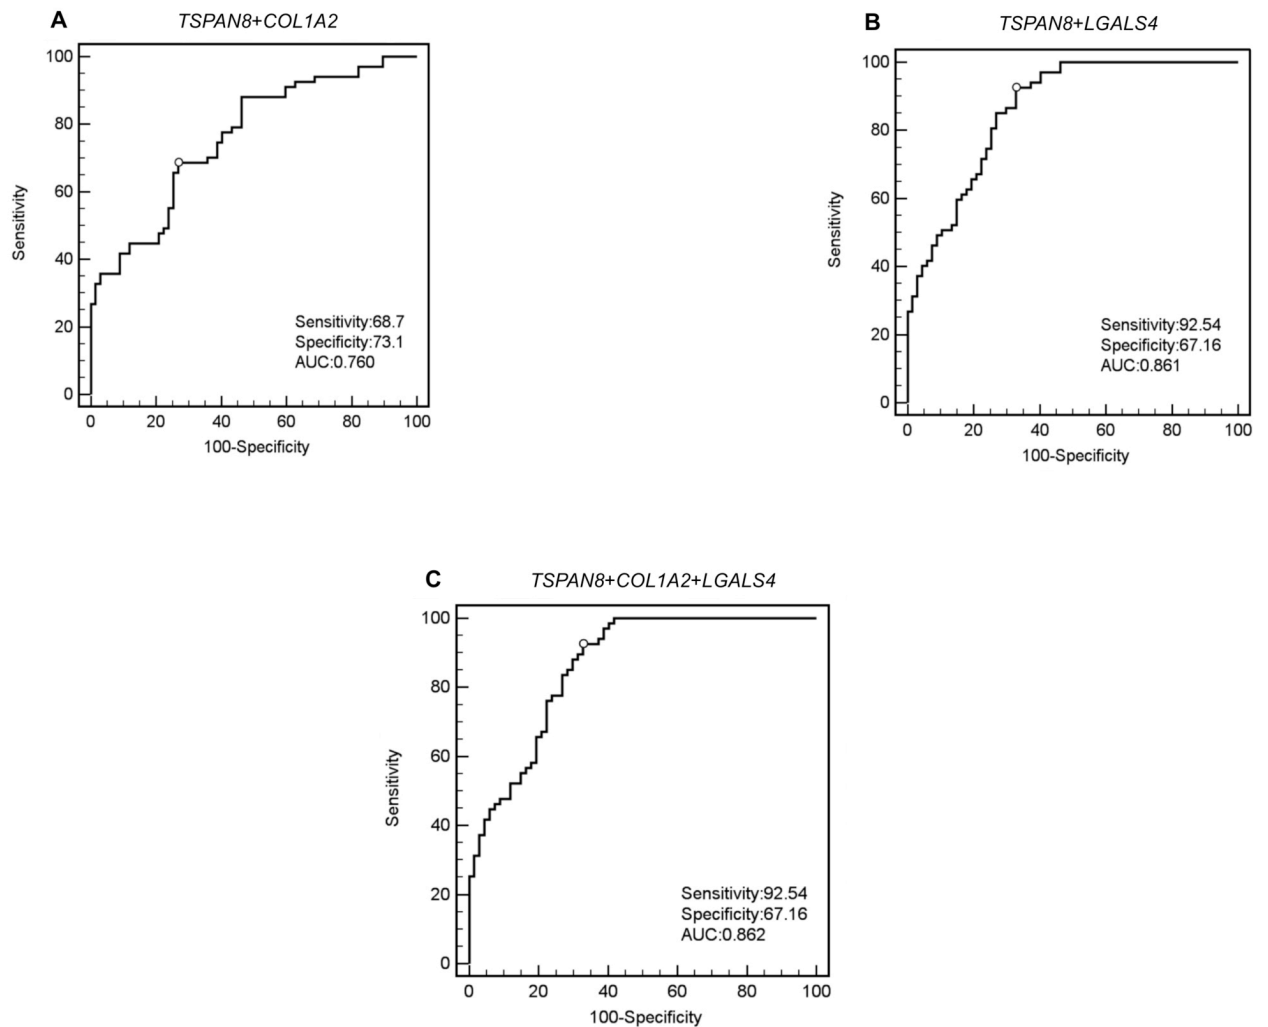 A
TSPAN8+COL1A2
100
80
60
40
20
0
Sensitivity
Sensitivity:68.7
Specificity:73.1
AUC:0.760
0 20 40 60 80 100
100-Specificity
B
TSPAN8+LGALS4
100
80
60
40
20
0
Sensitivity
Sensitivity:92.54
Specificity:67.16
AUC:0.861
0 20 40 60 80 100
100-Specificity
C
TSPAN8+COL1A2+LGALS4
100
80
60
40
20
0
Sensitivity
Sensitivity:92.54
Specificity:67.16
AUC:0.862
0 20 40 60 80 100
100-Specificity